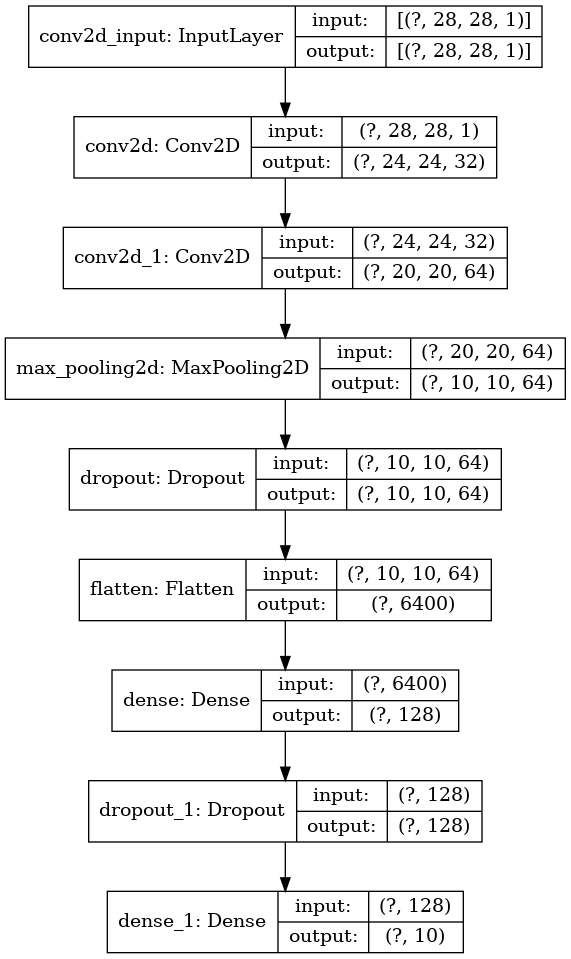 conv2d_input: InputLayer
input:
[(?, 28, 28, 1)]
output:
[(?, 28, 28, 1)]
conv2d: Conv2D
input:
(?, 28, 28, 1)
output:
(?, 24, 24, 32)
conv2d_1: Conv2D
input:
(?, 24, 24, 32)
output:
(?, 20, 20, 64)
max_pooling2d: MaxPooling2D
input:
(?, 20, 20, 64)
output:
(?, 10, 10, 64)
dropout: Dropout
input:
(?, 10, 10, 64)
output:
(?, 10, 10, 64)
flatten: Flatten
input:
(?, 10, 10, 64)
output:
(?, 6400)
dense: Dense
input:
(?, 6400)
output:
(?, 128)
dropout_1: Dropout
input:
(?, 128)
output:
(?, 128)
dense_1: Dense
input:
(?, 128)
output:
(?, 10)